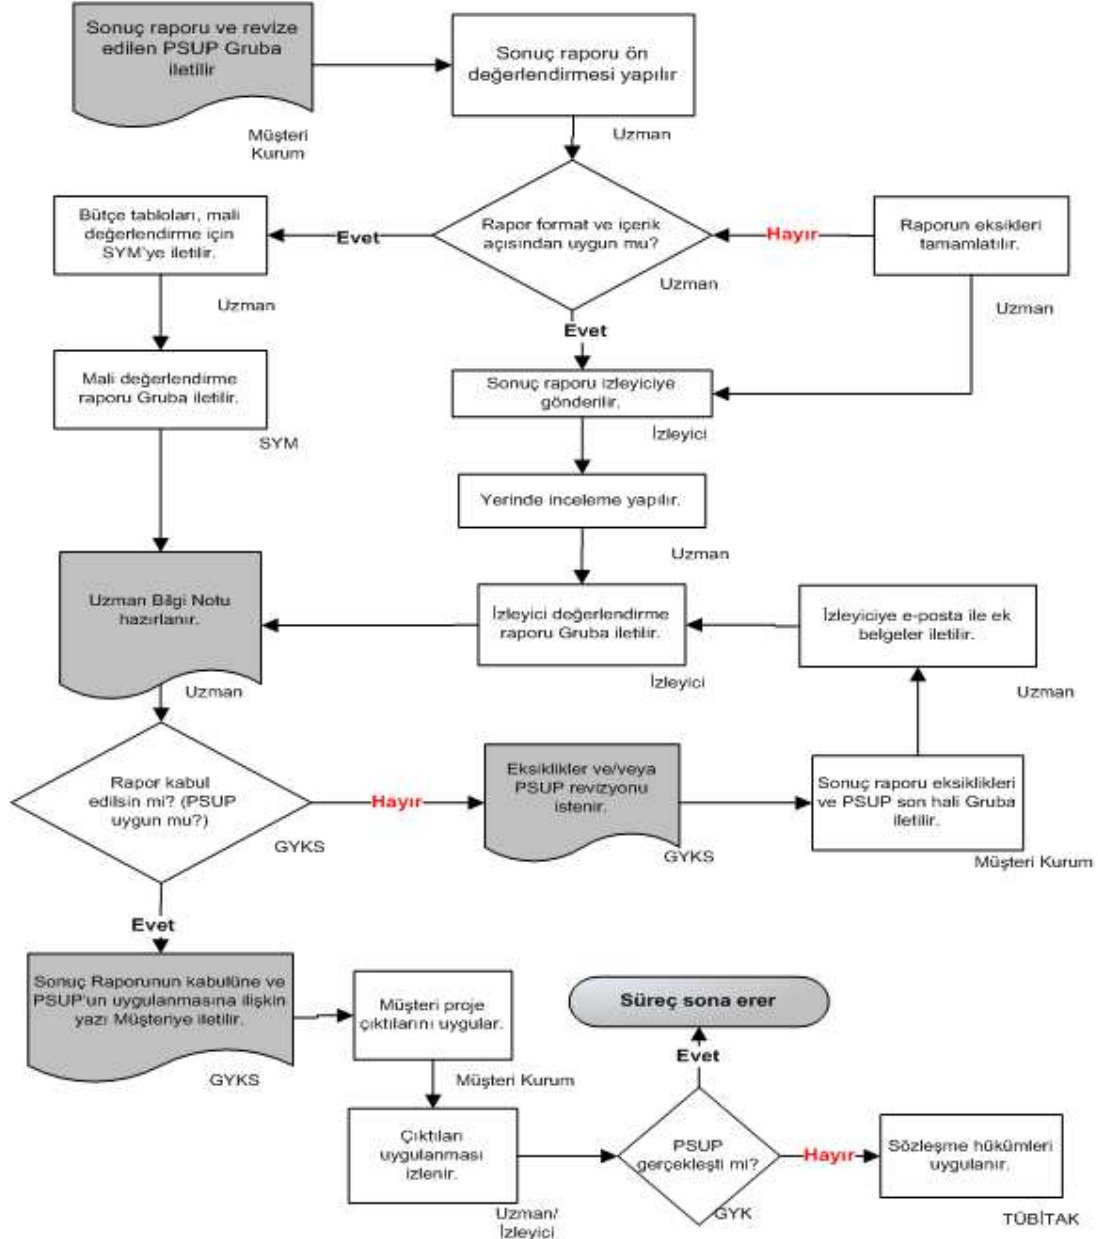 Sonuç raporu ve revize
edilen PSUP Gruba
iletilir
Müşteri
Kurum
Sonuç raporu ön
değerlendirmesi yapılır
Uzman
Bütçe tabloları, mali
değerlendirme için
SYM'ye iletilir.
Uzman
Evet
Rapor format ve içerik
açısından uygun mu?
Uzman
Hayır
Raporun eksikleri
tamamlatılır.
Uzman
Evet
Mali değerlendirme
raporu Gruba iletilir.
SYM
Sonuç raporu izleyiciye
gönderilir.
İzleyici
Yerinde inceleme yapılır.
Uzman
Uzman Bilgi Notu
hazırlanır.
Uzman
İzleyici değerlendirme
raporu Gruba iletilir.
İzleyici
İzleyiciye e-posta ile ek
belgeler iletilir.
Uzman
Rapor kabul
edilsin mi? (PSUP
uygun mu?)
GYKS
Hayır
Eksiklikler ve/veya
PSUP revizyonu
istenir.
GYKS
Sonuç raporu eksiklikleri
ve PSUP son hali Gruba
iletilir.
Müşteri Kurum
Evet
Sonuç Raporunun kabulüne ve
PSUP'un uygulanmasına ilişkin
yazı Müşteriye iletilir.
GYKS
Müşteri proje
çıktılarını uygular.
Müşteri Kurum
Süreç sona erer
Evet
Çıktıları
uygulanması
izlenir.
Uzman/
İzleyici
PSUP
gerçekleşti mi?
GYK
Hayır
Sözleşme hükümleri
uygulanır.
TÜBİTAK